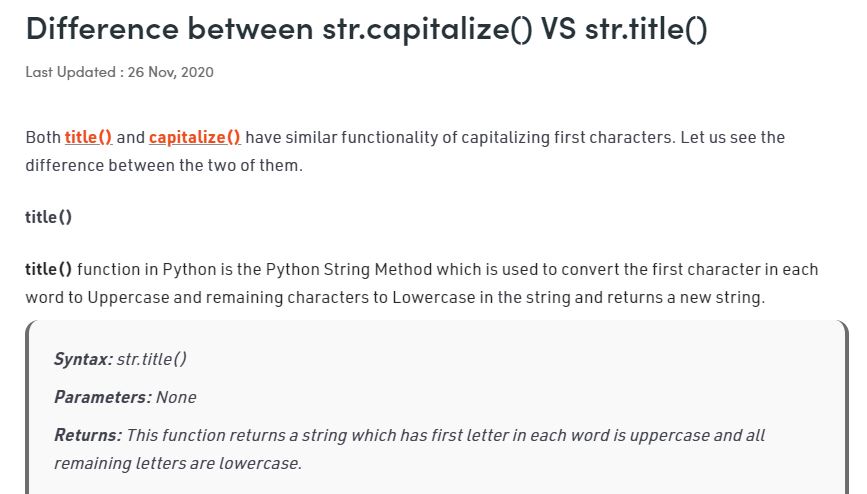 Difference between str.capitalize() VS str.title()
Last Updated : 26 Nov, 2020
Both title() and capitalize() have similar functionality of capitalizing first characters. Let us see the
difference between the two of them.
title()
title() function in Python is the Python String Method which is used to convert the first character in each
word to Uppercase and remaining characters to Lowercase in the string and returns a new string.
Syntax: str.title()
Parameters: None
Returns: This function returns a string which has first letter in each word is uppercase and all
remaining letters are lowercase.